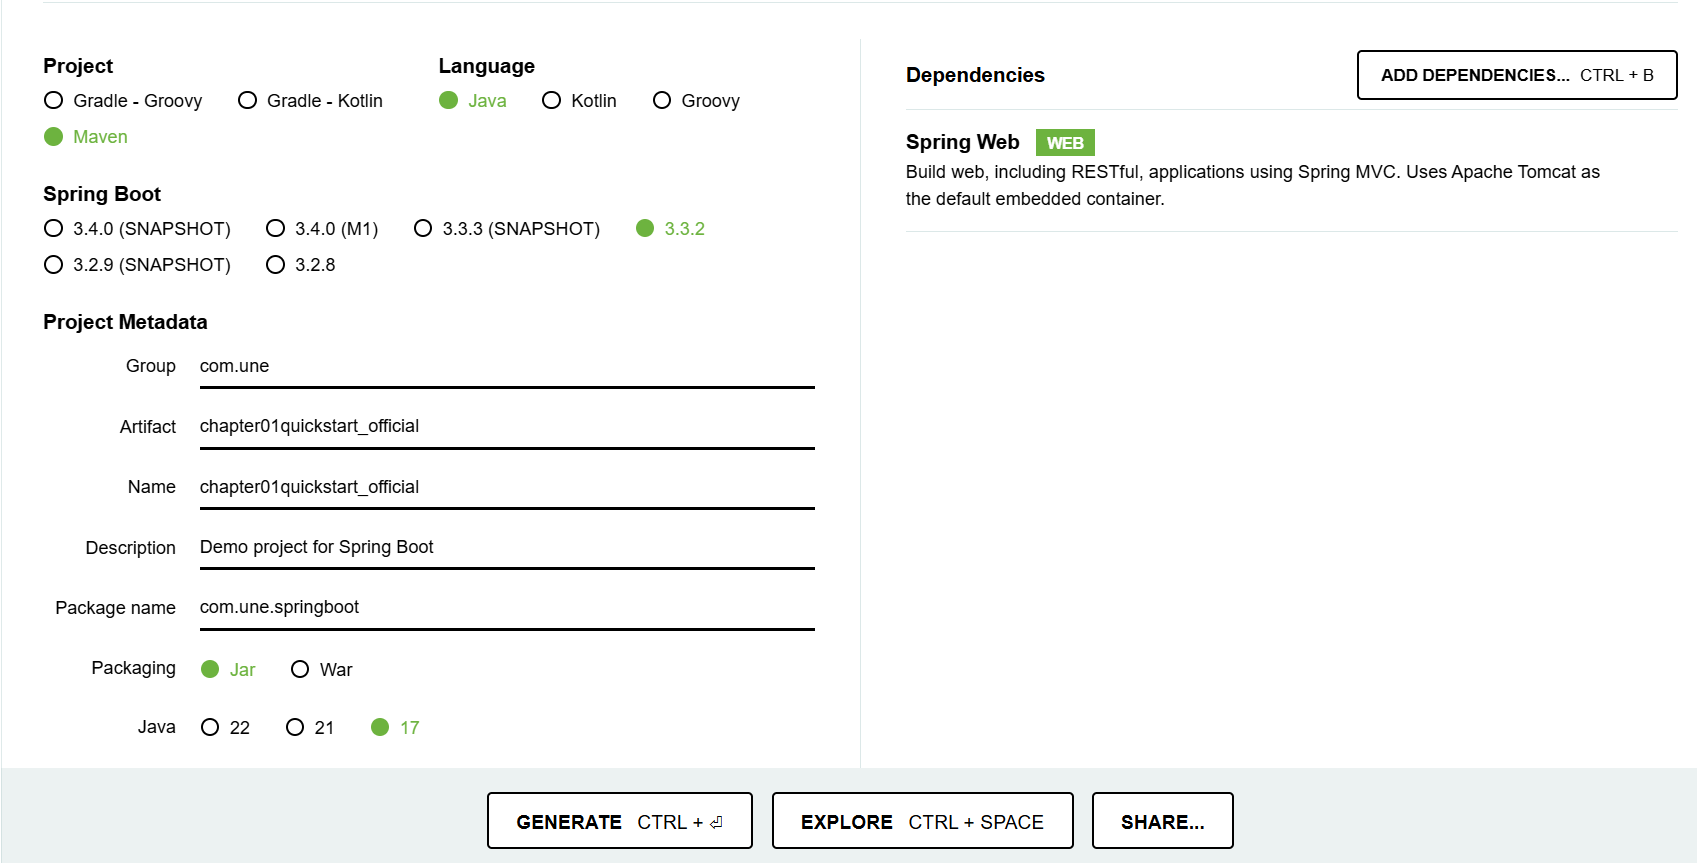 Project
Gradle - Groovy   Gradle - Kotlin
Maven
Language
Java   Kotlin   Groovy
Spring Boot
3.4.0 (SNAPSHOT)   3.4.0 (M1)   3.3.3 (SNAPSHOT)   3.3.2
3.2.9 (SNAPSHOT)   3.2.8
Project Metadata
Group   com.une
Artifact   chapter01quickstart_official
Name   chapter01quickstart_official
Description   Demo project for Spring Boot
Package name   com.une.springboot
Packaging   Jar   War
Java   22   21   17
Dependencies   ADD DEPENDENCIES...   CTRL + B
Spring Web   WEB
Build web, including RESTful, applications using Spring MVC. Uses Apache Tomcat as
the default embedded container.
GENERATE   CTRL + ⏎   EXPLORE   CTRL + SPACE   SHARE...